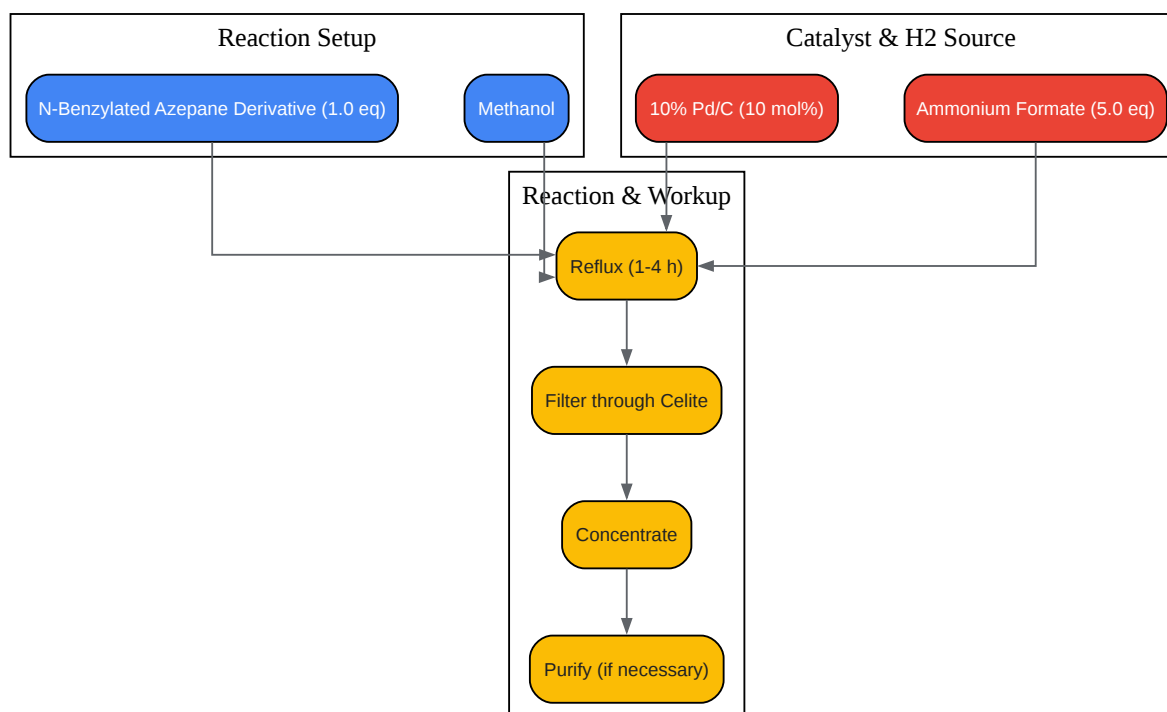 Reaction Setup
N-Benzylated Azepane Derivative (1.0 eq)
Methanol
Catalyst & H2 Source
10% Pd/C (10 mol%)
Ammonium Formate (5.0 eq)
Reaction & Workup
Reflux (1-4 h)
Filter through Celite
Concentrate
Purify (if necessary)